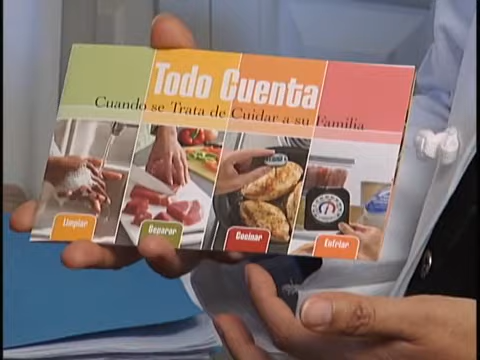 Todo Cuenta
Cuando se Trata de Cuidar a su Familia
Limpiar
Separar
Cocinar
Enfriar